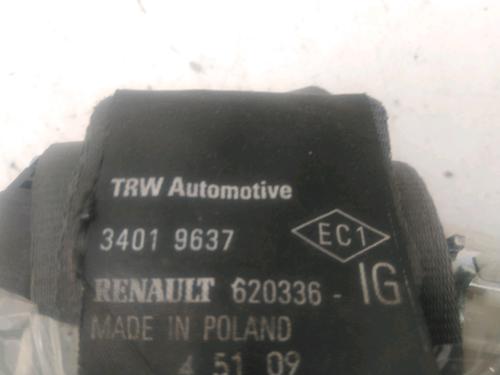 TRW Automotive
3401 9637
EC1
RENAULT 620336 - IG
MADE IN POLAND
4 51 09